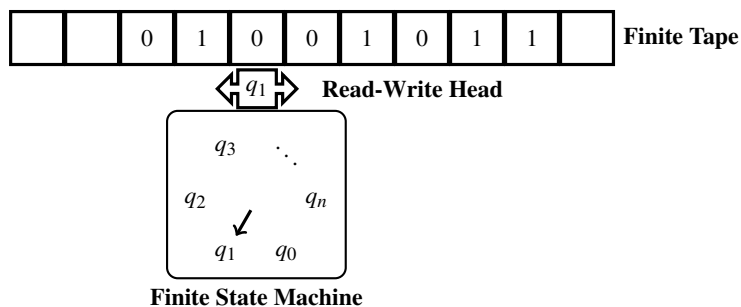 0 1 0 0 1 0 1 1 Finite Tape
q₁ Read-Write Head
q₃ ⋱
q₂ qₙ
q₁ q₀
Finite State Machine